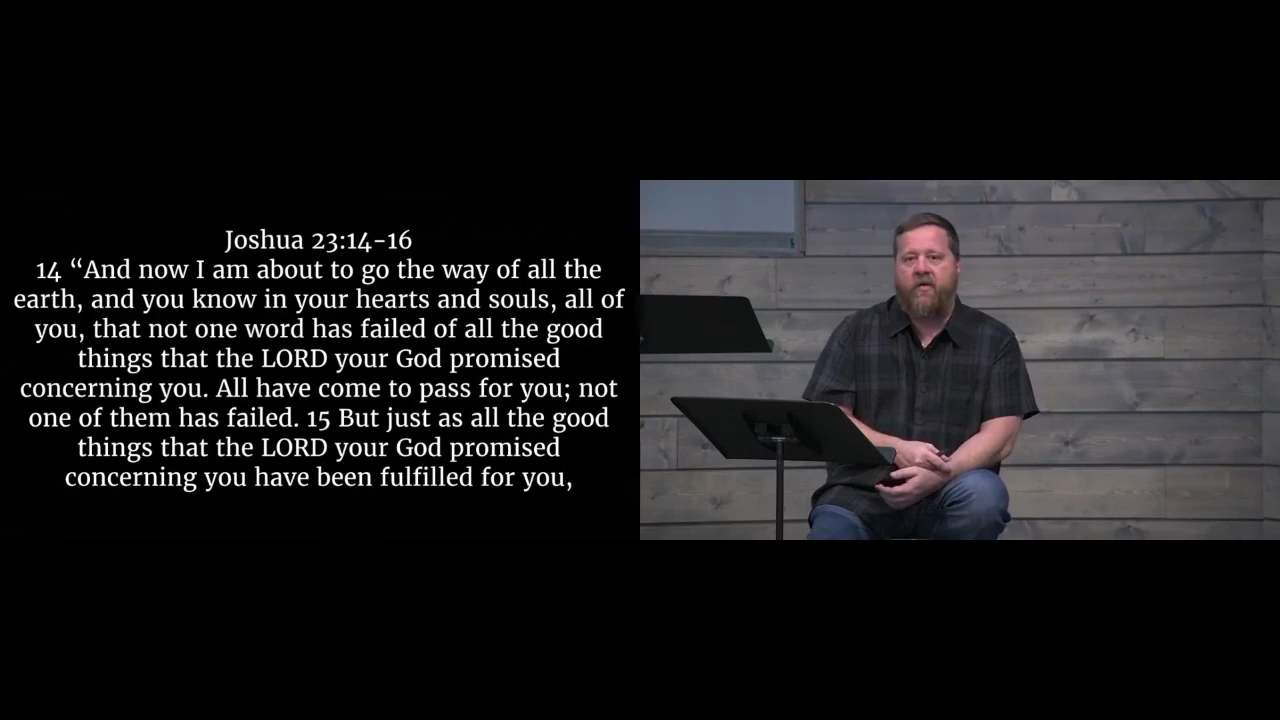 Joshua 23:14-16
14 “And now I am about to go the way of all the
earth, and you know in your hearts and souls, all of
you, that not one word has failed of all the good
things that the LORD your God promised
concerning you. All have come to pass for you; not
one of them has failed. 15 But just as all the good
things that the LORD your God promised
concerning you have been fulfilled for you,